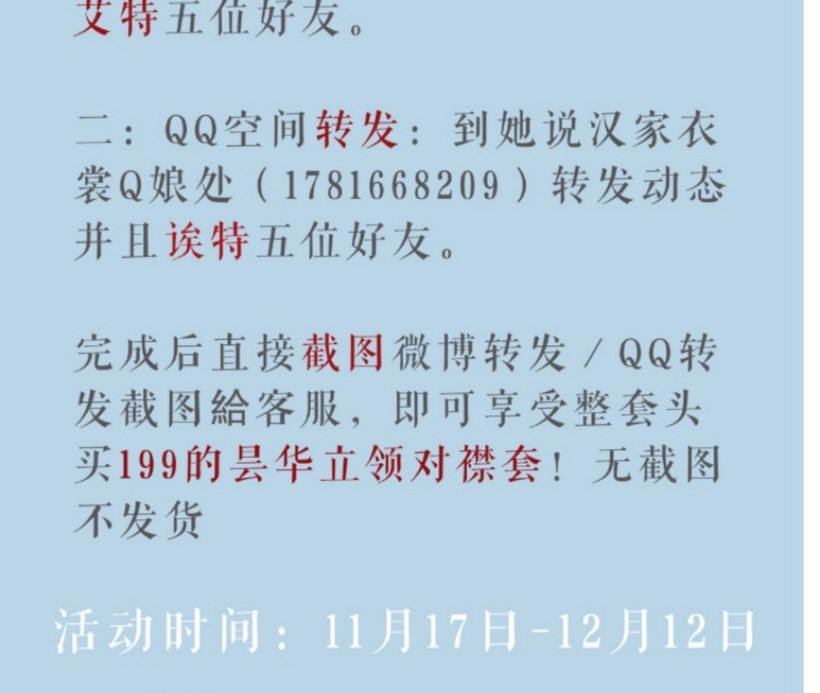 艾特五位好友。
二：QQ空间转发：到她说汉家衣
裳Q娘处（1781668209）转发动态
并且诶特五位好友。
完成后直接截图微博转发/QQ转
发截图給客服，即可享受整套头
买199的昙华立领对襟套！无截图
不发货
活动时间：11月17日-12月12日